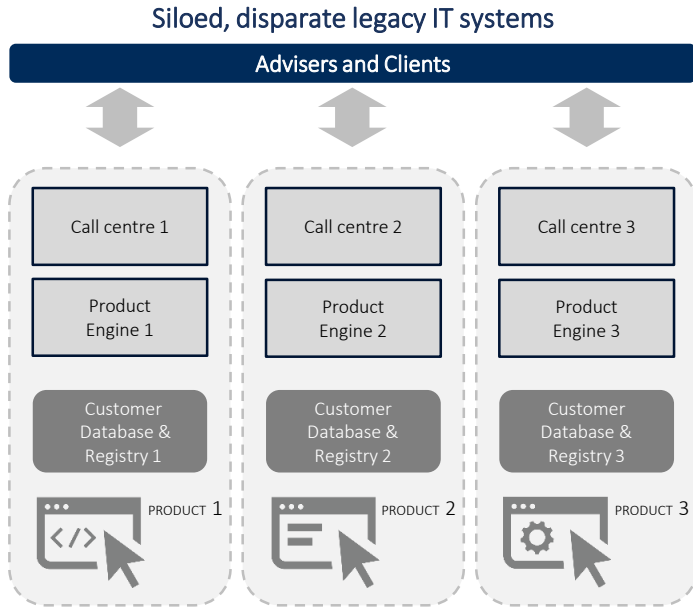 Siloed, disparate legacy IT systems
Advisers and Clients
Call centre 1
Product
Engine 1
Customer
Database &
Registry 1
PRODUCT 1
Call centre 2
Product
Engine 2
Customer
Database &
Registry 2
PRODUCT 2
Call centre 3
Product
Engine 3
Customer
Database &
Registry 3
PRODUCT 3